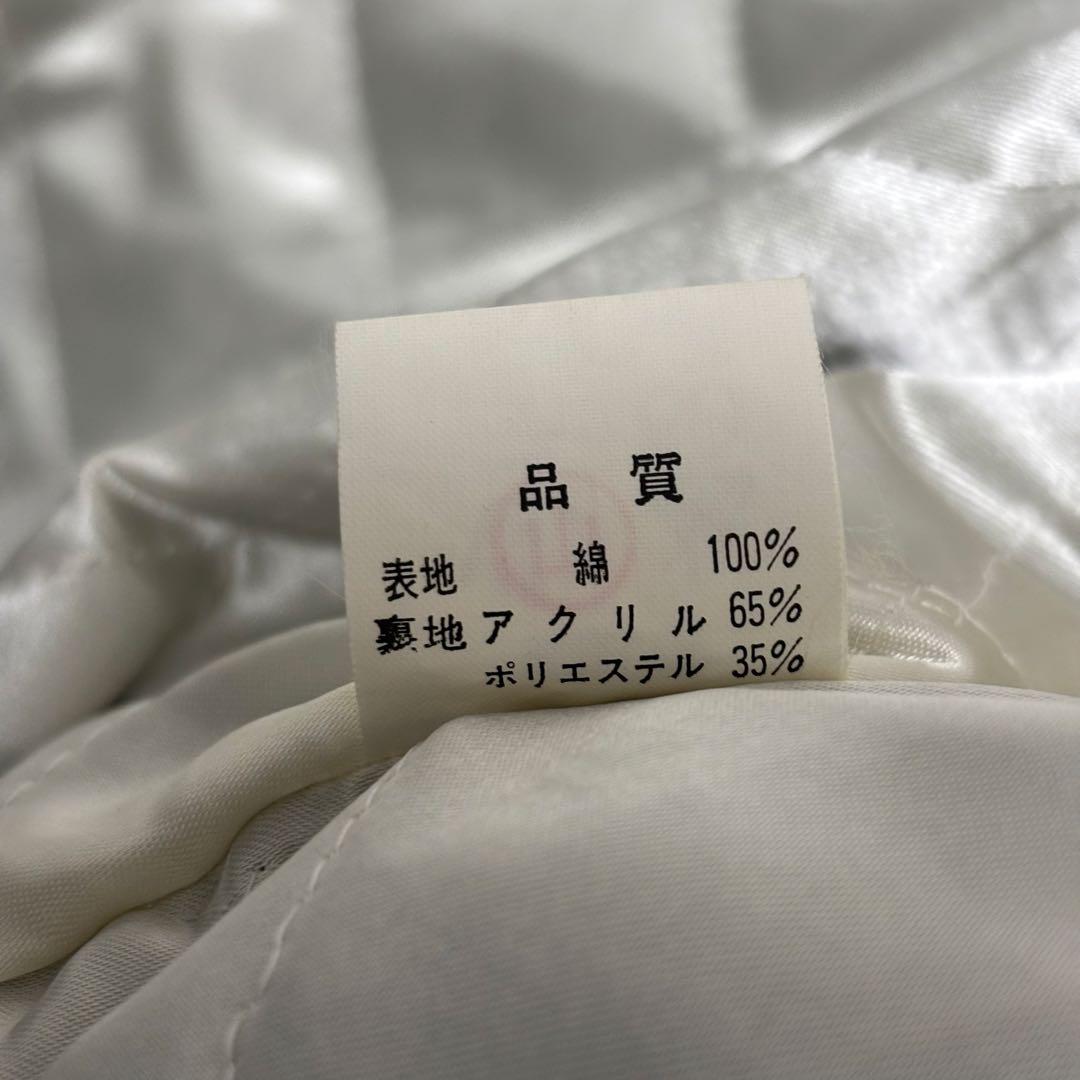 品質
表地 綿 100%
裏地 アクリル 65%
ポリエステル 35%